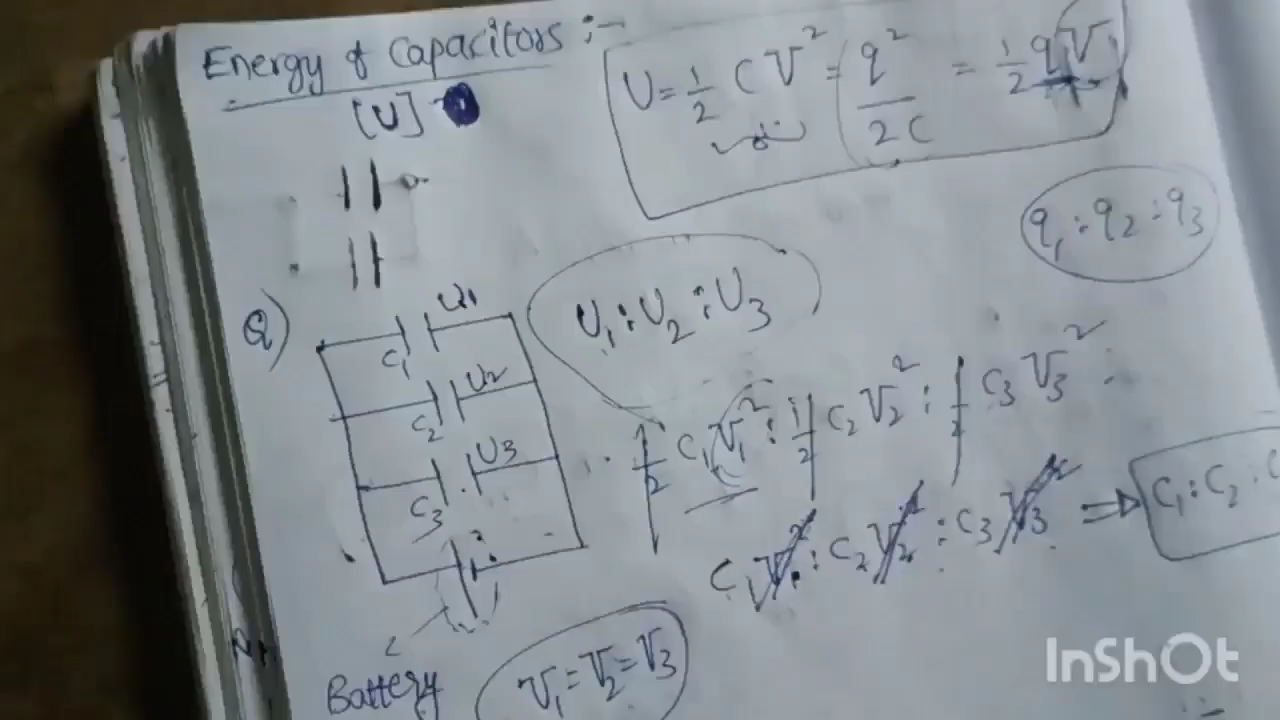 Energy of Capacitors :-
[U]
U = 1/2 C V² = q²/2C = 1/2 qV
q₁ : q₂ : q₃
Q)
U₁
C₁
U₂
C₂
U₃
C₃
U₁ : U₂ : U₃
1/2 C₁V₁² : 1/2 C₂V₂² : 1/2 C₃V₃² :
C₁V₁² : C₂V₂² : C₃V₃² ⇒ C₁ : C₂ : C
Battery
V₁ = V₂ = V₃
InShOt